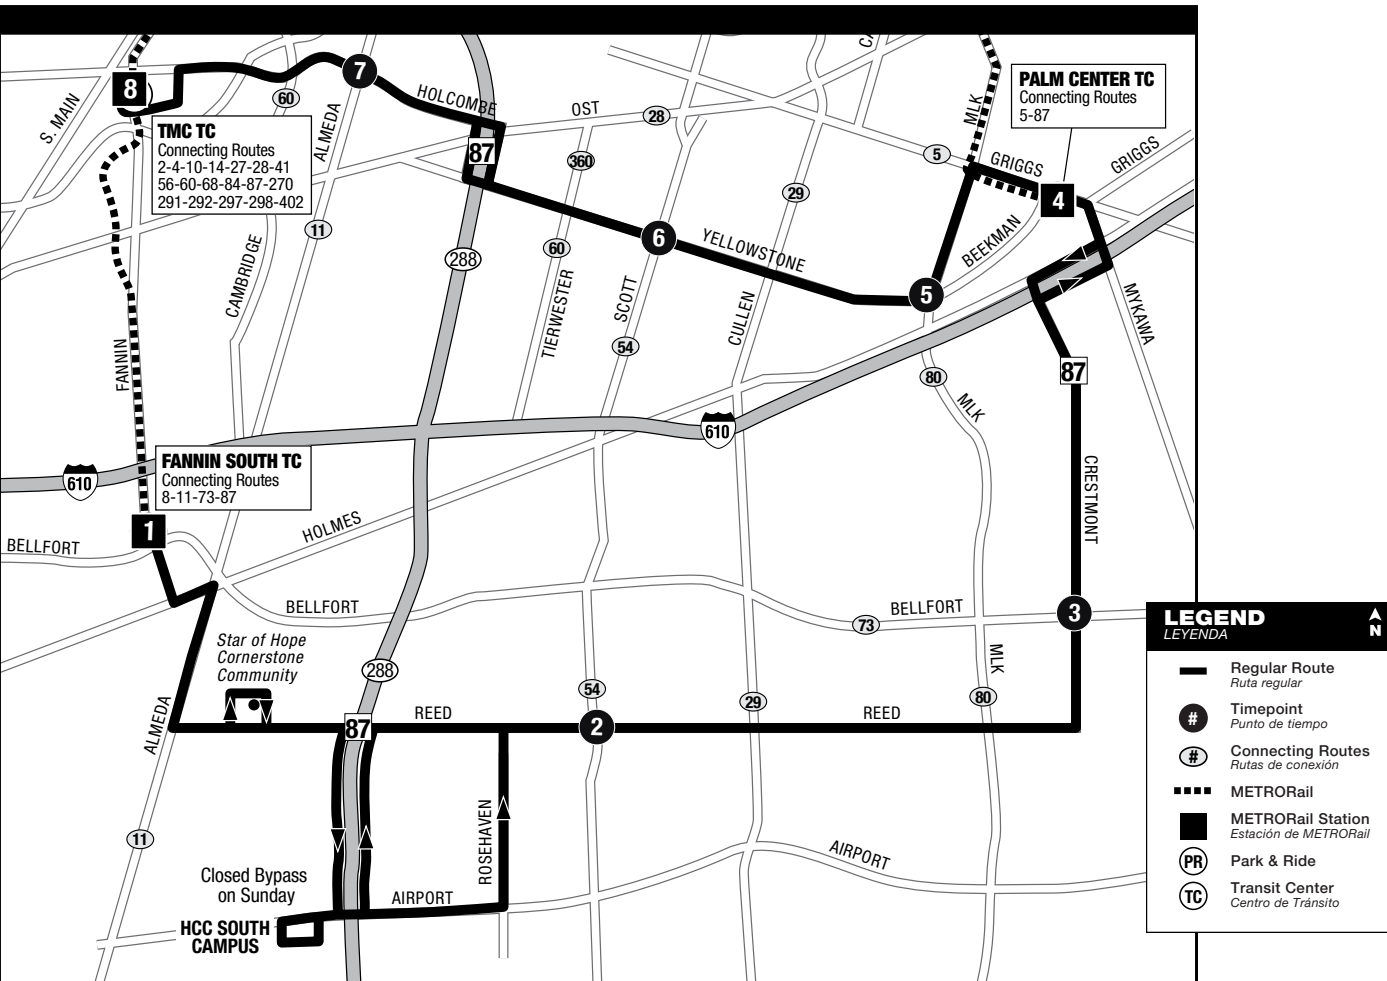 8
7
60
S. MAIN
ALMEDA
HOLCOMBE
OST
28
CA
MLK
PALM CENTER TC
Connecting Routes
5-87
TMC TC
Connecting Routes
2-4-10-14-27-28-41
56-60-68-84-87-270
291-292-297-298-402
87
360
5
GRIGGS
GRIGGS
4
29
11
CAMBRIDGE
288
60
6
YELLOWSTONE
BEEKMAN
5
TIERWESTER
SCOTT
CULLEN
MYKAWA
FANNIN
54
80
87
MLK
610
610
FANNIN SOUTH TC
Connecting Routes
8-11-73-87
1
HOLMES
CRESTMONT
BELLFORT
BELLFORT
BELLFORT
73
3
Star of Hope
Cornerstone
Community
288
MLK
54
29
80
ALMEDA
87
REED
2
REED
11
ROSEHAVEN
AIRPORT
Closed Bypass
on Sunday
AIRPORT
HCC SOUTH
CAMPUS
LEGEND
LEYENDA
N
Regular Route
Ruta regular
# Timepoint
Punto de tiempo
# Connecting Routes
Rutas de conexión
METRORail
METRORail Station
Estación de METRORail
PR Park & Ride
TC Transit Center
Centro de Tránsito